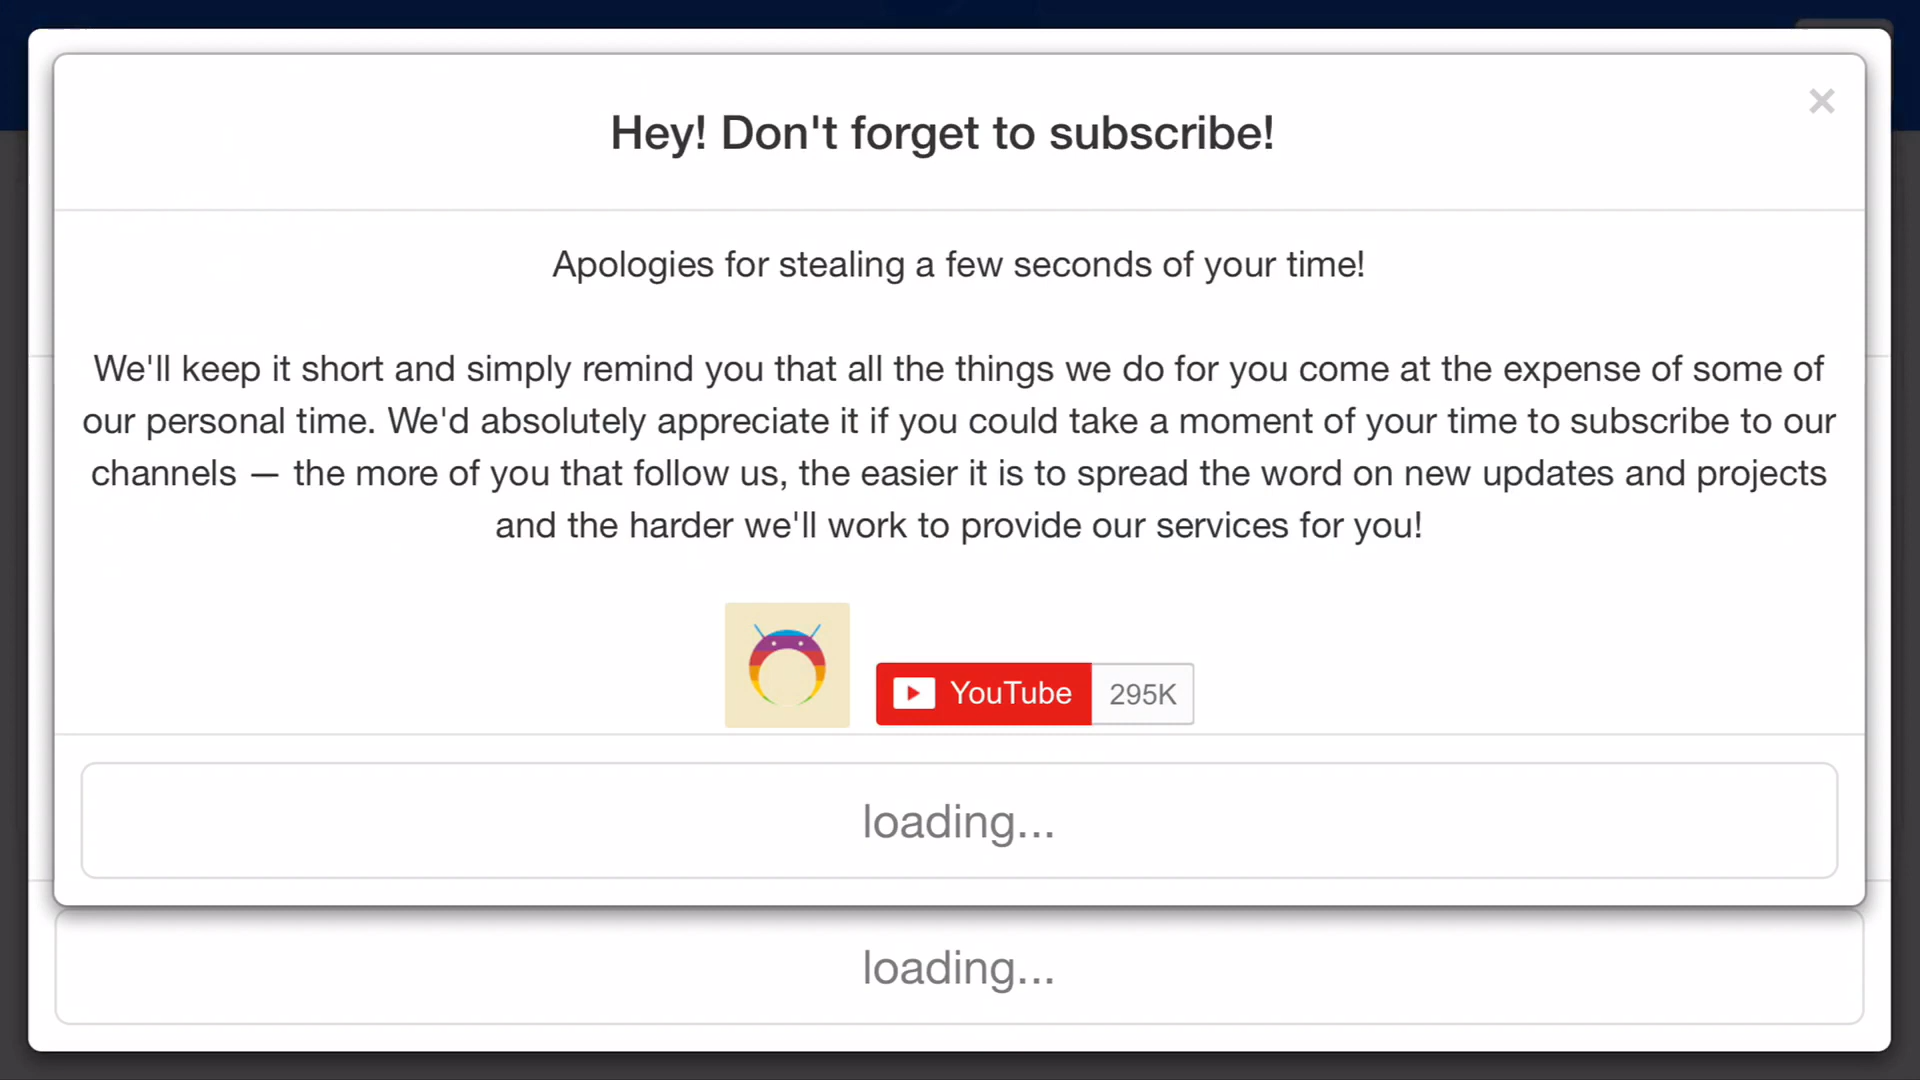 ×
Hey! Don't forget to subscribe!
Apologies for stealing a few seconds of your time!
We'll keep it short and simply remind you that all the things we do for you come at the expense of some of
our personal time. We'd absolutely appreciate it if you could take a moment of your time to subscribe to our
channels — the more of you that follow us, the easier it is to spread the word on new updates and projects
and the harder we'll work to provide our services for you!
YouTube 295K
loading...
loading...